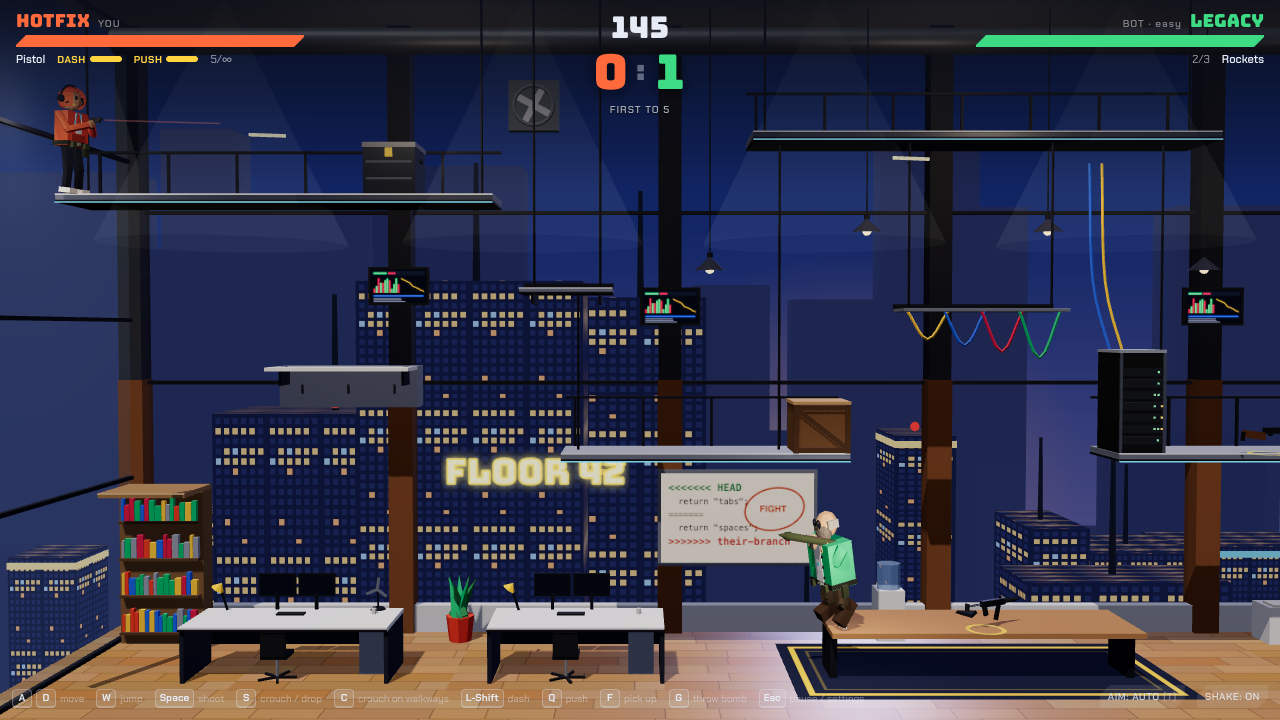 HOTFIX YOU
145
BOT · easy LEGACY
Pistol DASH PUSH 5/∞
0 : 1
2/3 Rockets
FIRST TO 5
FLOOR 42
<<<<<<< HEAD
return "tabs";
=======
return "spaces";
>>>>>>> their-branch
FIGHT
A D move W jump Space shoot S crouch / drop C crouch on walkways L-Shift dash Q push F pick up G throw bomb Esc pause / settings
AIM: AUTO [T]
SHAKE: ON